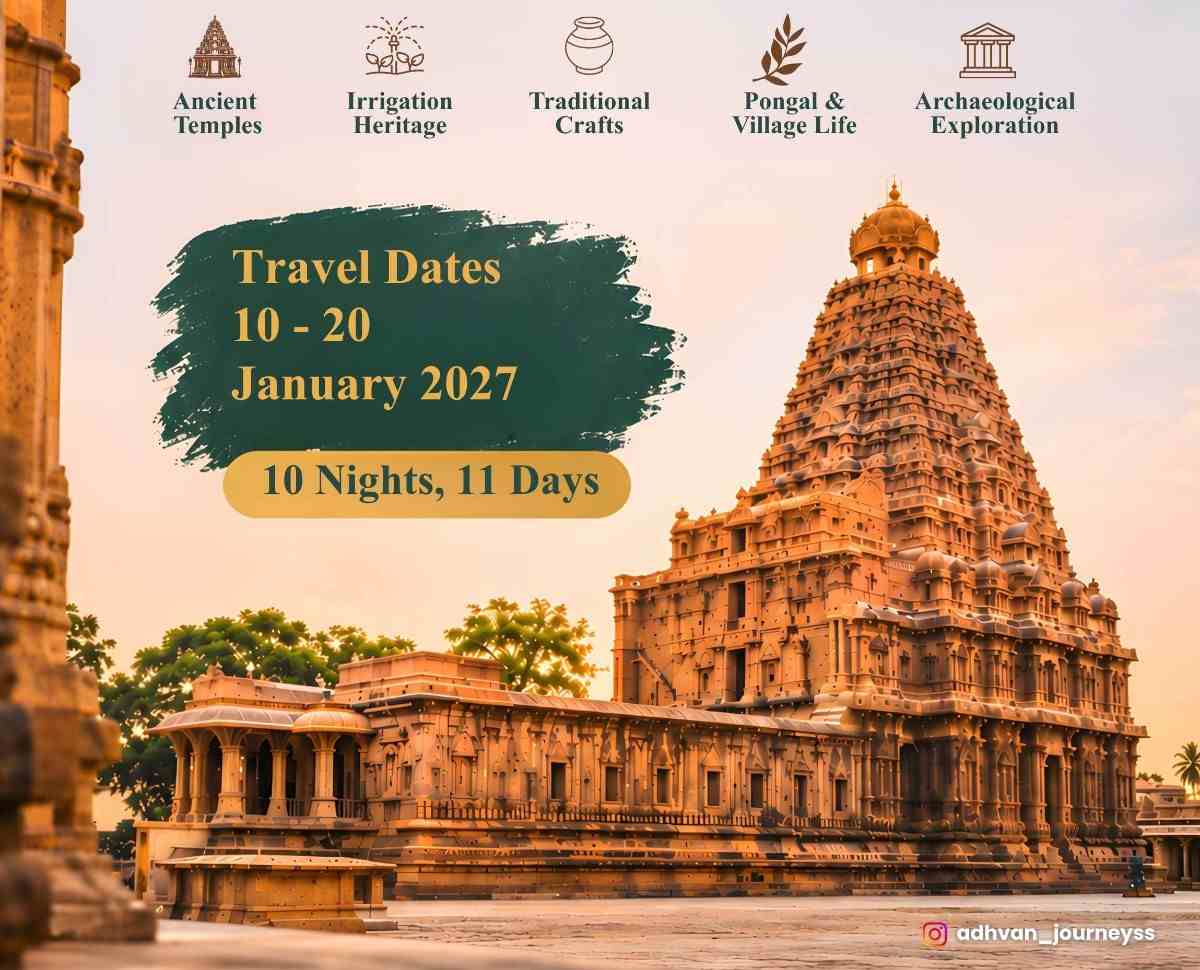 Ancient
Temples
Irrigation
Heritage
Traditional
Crafts
Pongal &
Village Life
Archaeological
Exploration
Travel Dates
10 - 20
January 2027
10 Nights, 11 Days
adhvan_journeyss